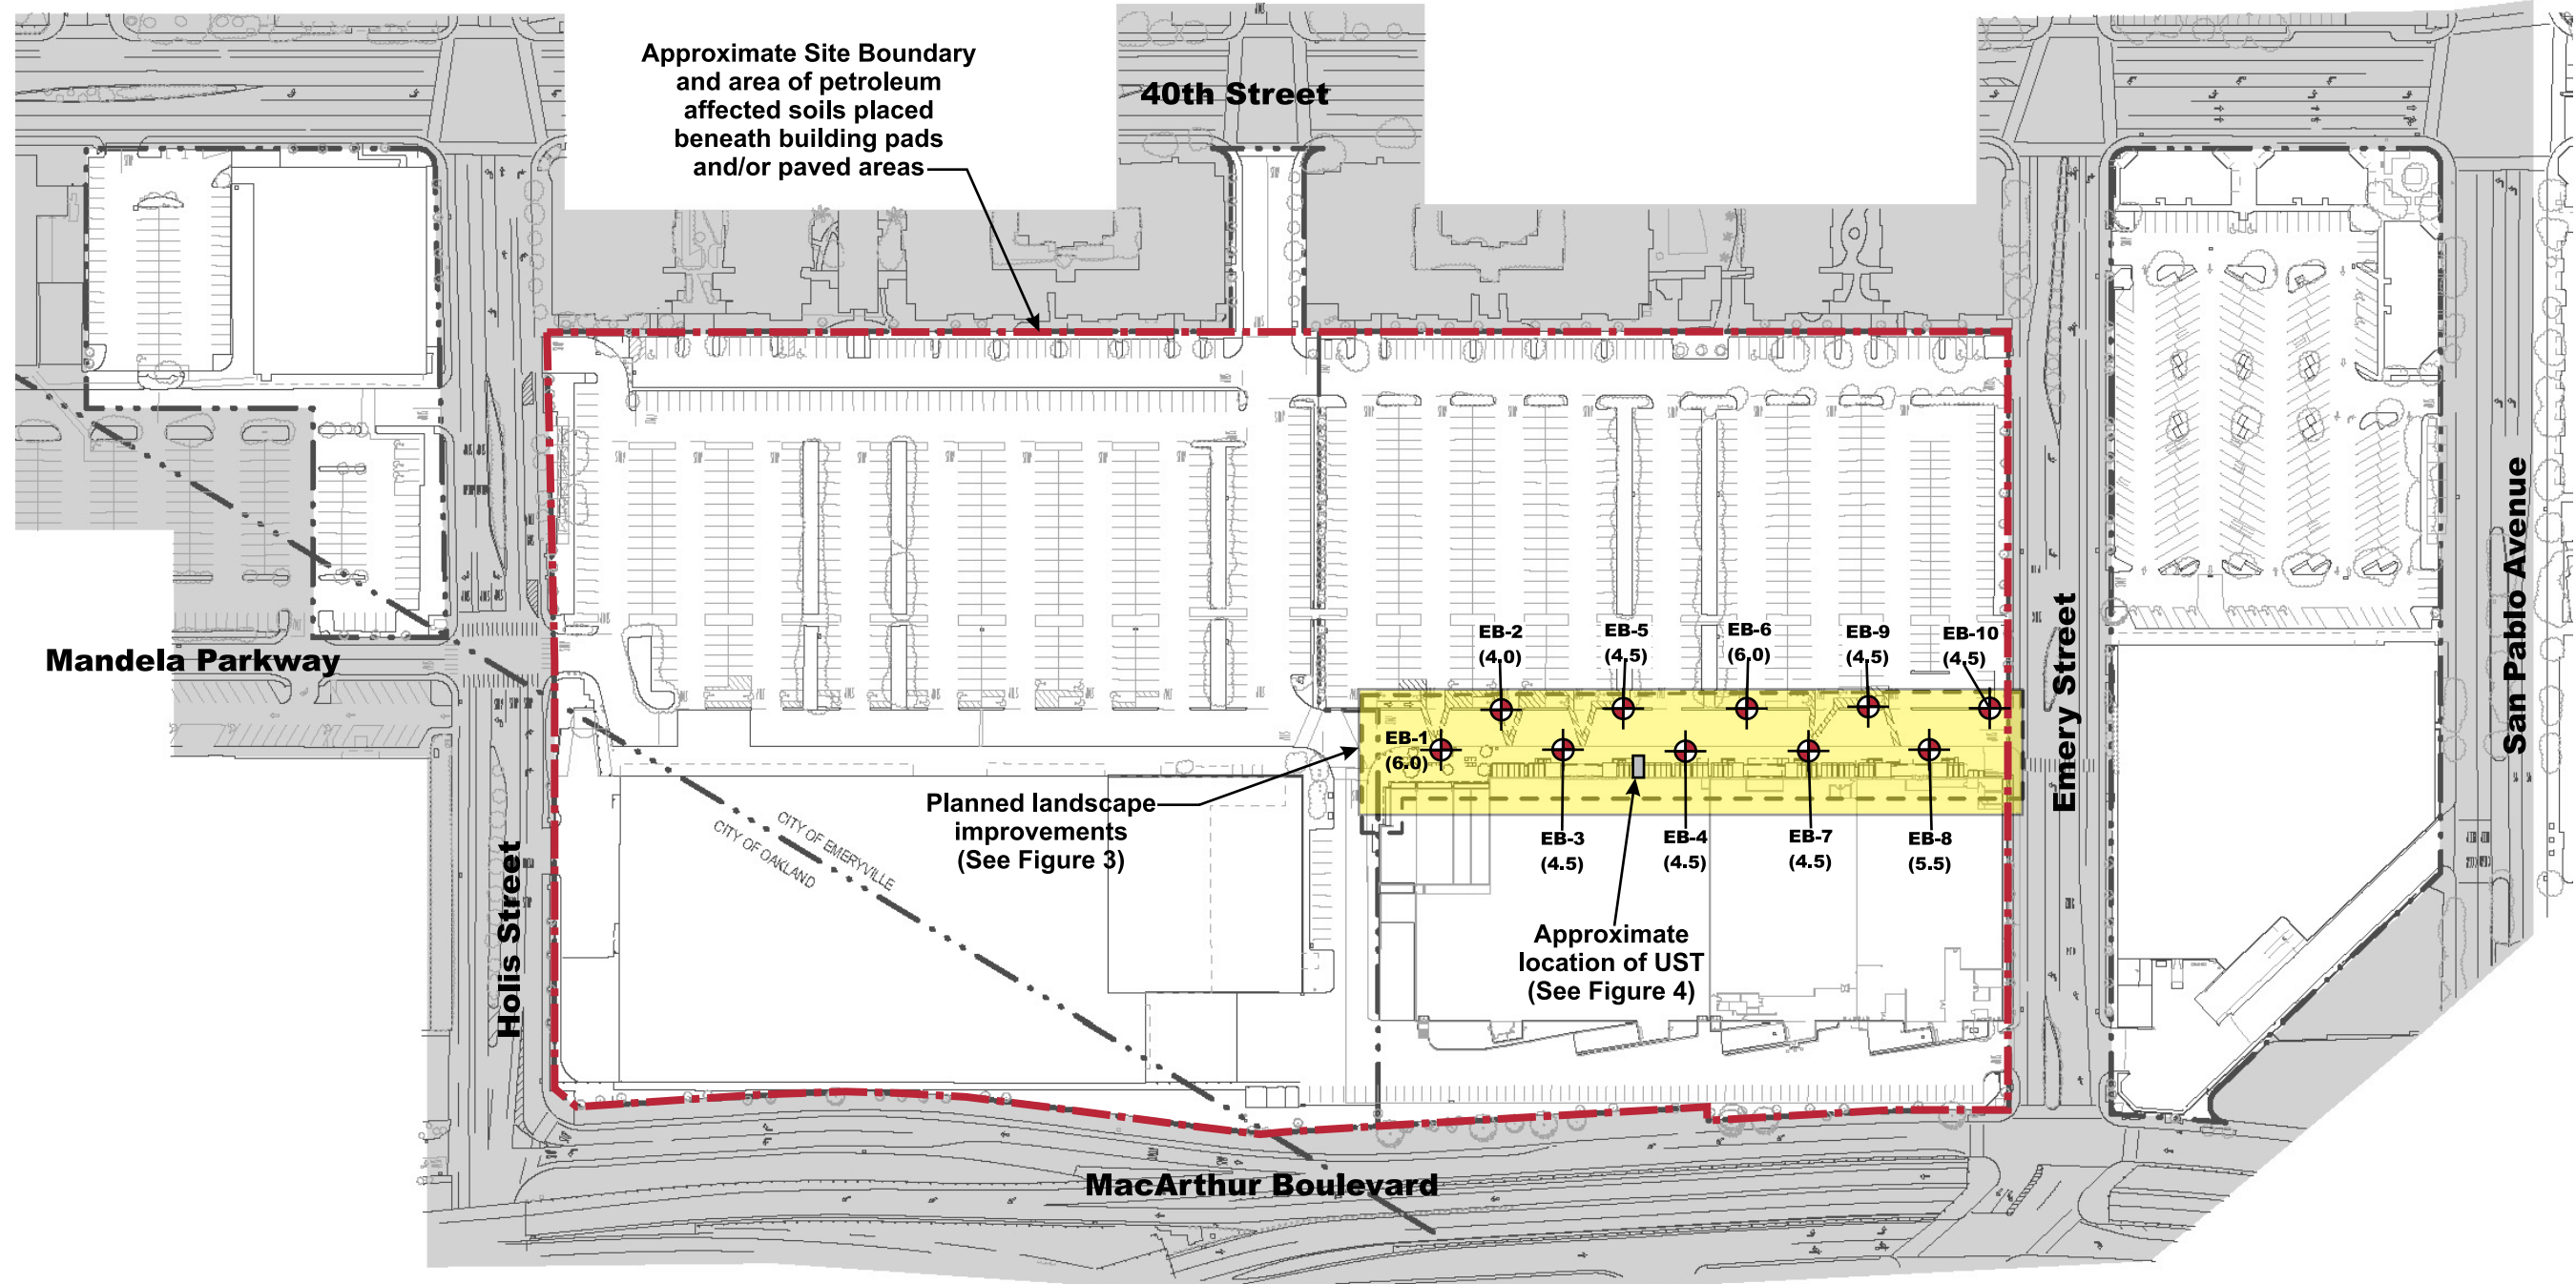 Approximate Site Boundary
and area of petroleum
affected soils placed
beneath building pads
and/or paved areas
40th Street
Mandela Parkway
Holis Street
CITY OF EMERYVILLE
CITY OF OAKLAND
Planned landscape
improvements
(See Figure 3)
EB-1
(6.0)
EB-2
(4.0)
EB-5
(4.5)
EB-6
(6.0)
EB-9
(4.5)
EB-10
(4.5)
EB-3
(4.5)
EB-4
(4.5)
EB-7
(4.5)
EB-8
(5.5)
Approximate
location of UST
(See Figure 4)
Emery Street
San Pablo Avenue
MacArthur Boulevard